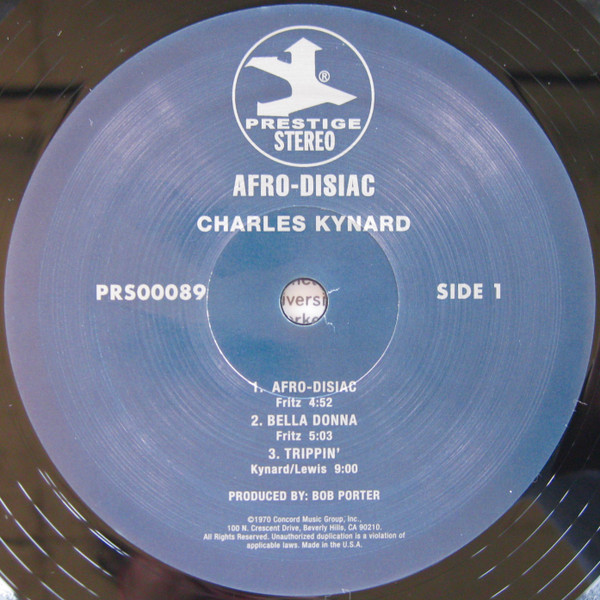 ®
PRESTIGE
STEREO
AFRO-DISIAC
CHARLES KYNARD
PRS00089
SIDE 1
1. AFRO-DISIAC
Fritz 4:52
2. BELLA DONNA
Fritz 5:03
3. TRIPPIN'
Kynard/Lewis 9:00
PRODUCED BY: BOB PORTER
©1970 Concord Music Group, Inc.,
100 N. Crescent Drive, Beverly Hills, CA 90210.
All Rights Reserved. Unauthorized duplication is a violation of
applicable laws. Made in the U.S.A.